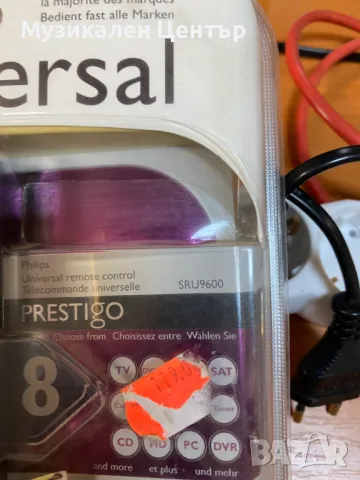 la majorité des marques
Bedient fast alle Marken
Музикален Център
ersal
Philips
Universal remote control
Télécommande universelle
SRU9600
PRESTIGO
Choose from Choisissez entre Wählen Sie
8
TV
SAT
Timer
CD
PC
DVR
and more et plus und mehr
BAZAR